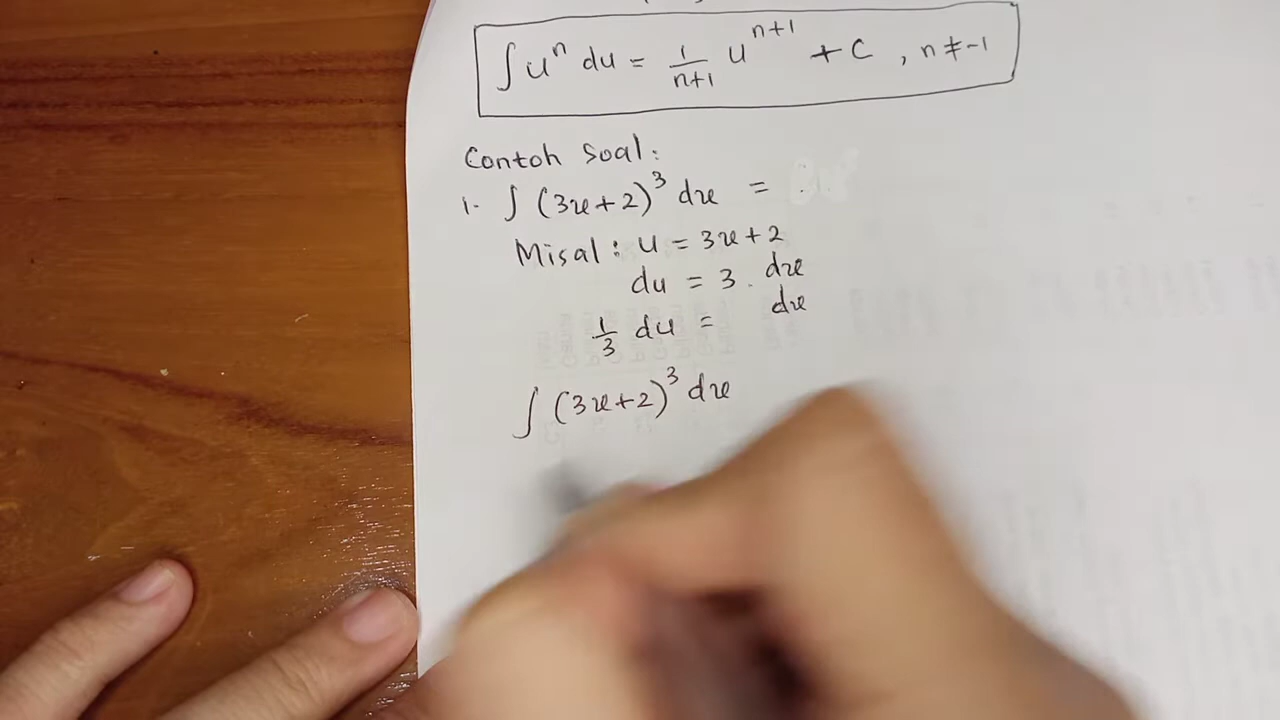 ∫ uⁿ du = 1/(n+1) u^(n+1) + C , n ≠ -1
Contoh Soal :
1. ∫ (3x+2)³ dx =
Misal : u = 3x+2
du = 3 . dx
1/3 du = dx
∫ (3x+2)³ dx